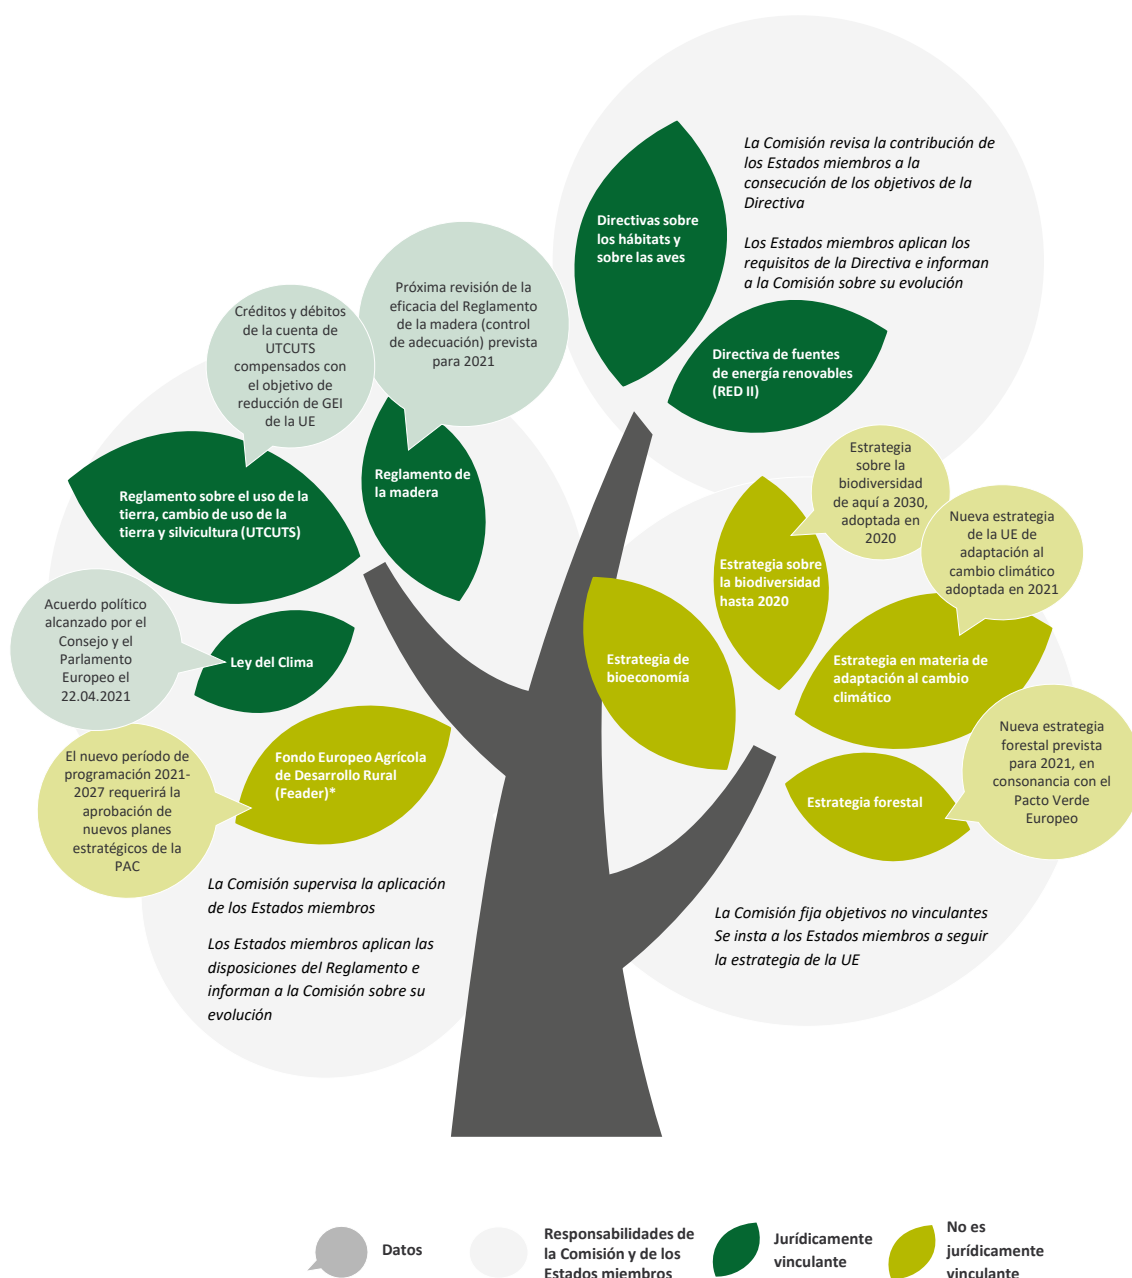 La Comisión revisa la contribución de
los Estados miembros a la
consecución de los objetivos de la
Directiva
Los Estados miembros aplican los
requisitos de la Directiva e informan
a la Comisión sobre su evolución
Directivas sobre
los hábitats y
sobre las aves
Directiva de fuentes
de energía renovables
(RED II)
Próxima revisión de la
eficacia del Reglamento
de la madera (control
de adecuación) prevista
para 2021
Créditos y débitos
de la cuenta de
UTCUTS
compensados con
el objetivo de
reducción de GEI
de la UE
Reglamento de
la madera
Reglamento sobre el uso de la
tierra, cambio de uso de la
tierra y silvicultura (UTCUTS)
Acuerdo político
alcanzado por el
Consejo y el
Parlamento
Europeo el
22.04.2021
Ley del Clima
El nuevo período de
programación 2021-
2027 requerirá la
aprobación de
nuevos planes
estratégicos de la
PAC
Fondo Europeo Agrícola
de Desarrollo Rural
(Feader)*
La Comisión supervisa la aplicación
de los Estados miembros
Los Estados miembros aplican las
disposiciones del Reglamento e
informan a la Comisión sobre su
evolución
Estrategia
sobre la
biodiversidad
de aquí a 2030,
adoptada en
2020
Nueva estrategia
de la UE de
adaptación al
cambio climático
adoptada en 2021
Estrategia sobre
la biodiversidad
hasta 2020
Estrategia de
bioeconomía
Estrategia en materia de
adaptación al cambio
climático
Nueva estrategia
forestal prevista
para 2021, en
consonancia con el
Pacto Verde
Europeo
Estrategia forestal
La Comisión fija objetivos no vinculantes
Se insta a los Estados miembros a seguir
la estrategia de la UE
Datos
Responsabilidades de
la Comisión y de los
Estados miembros
Jurídicamente
vinculante
No es
jurídicamente
vinculante